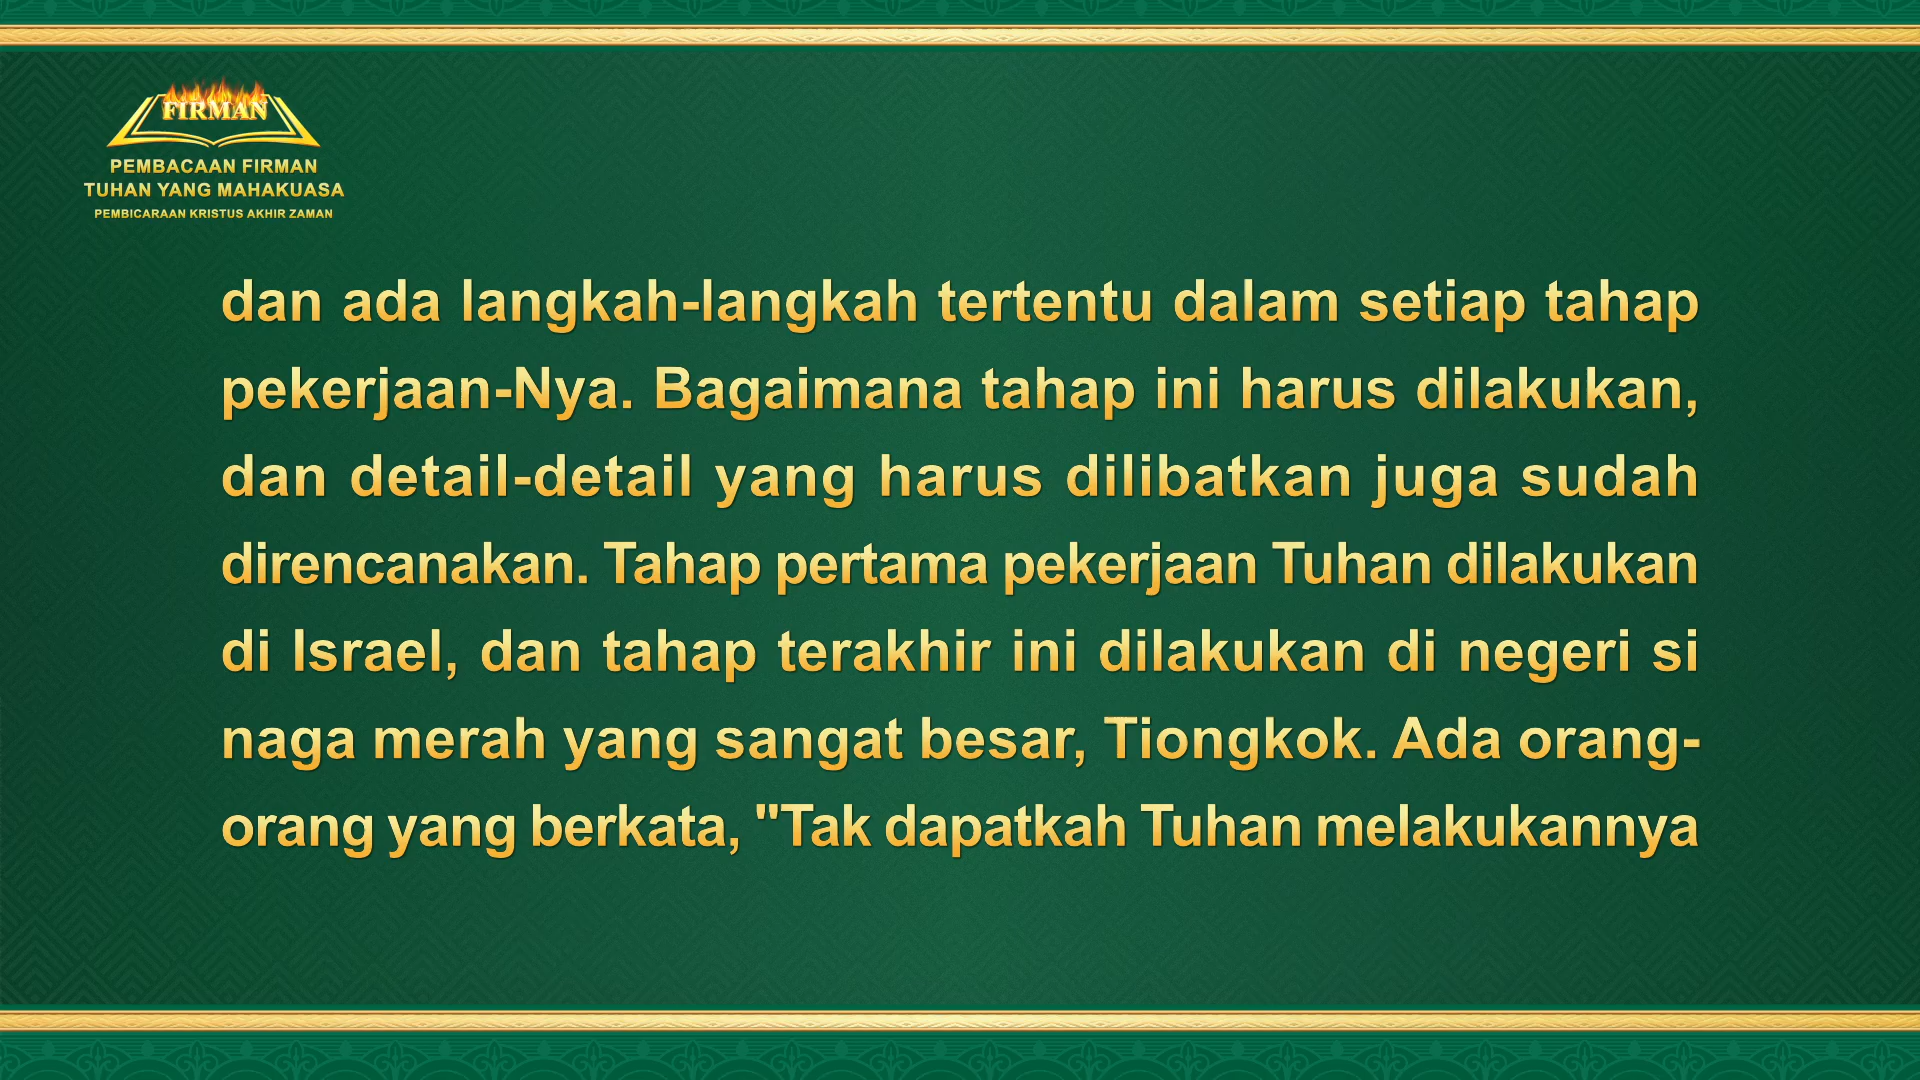 FIRMAN
PEMBACAAN FIRMAN
TUHAN YANG MAHAKUASA
PEMBICARAAN KRISTUS AKHIR ZAMAN
dan ada langkah-langkah tertentu dalam setiap tahap
pekerjaan-Nya. Bagaimana tahap ini harus dilakukan,
dan detail-detail yang harus dilibatkan juga sudah
direncanakan. Tahap pertama pekerjaan Tuhan dilakukan
di Israel, dan tahap terakhir ini dilakukan di negeri si
naga merah yang sangat besar, Tiongkok. Ada orang-
orang yang berkata, "Tak dapatkah Tuhan melakukannya